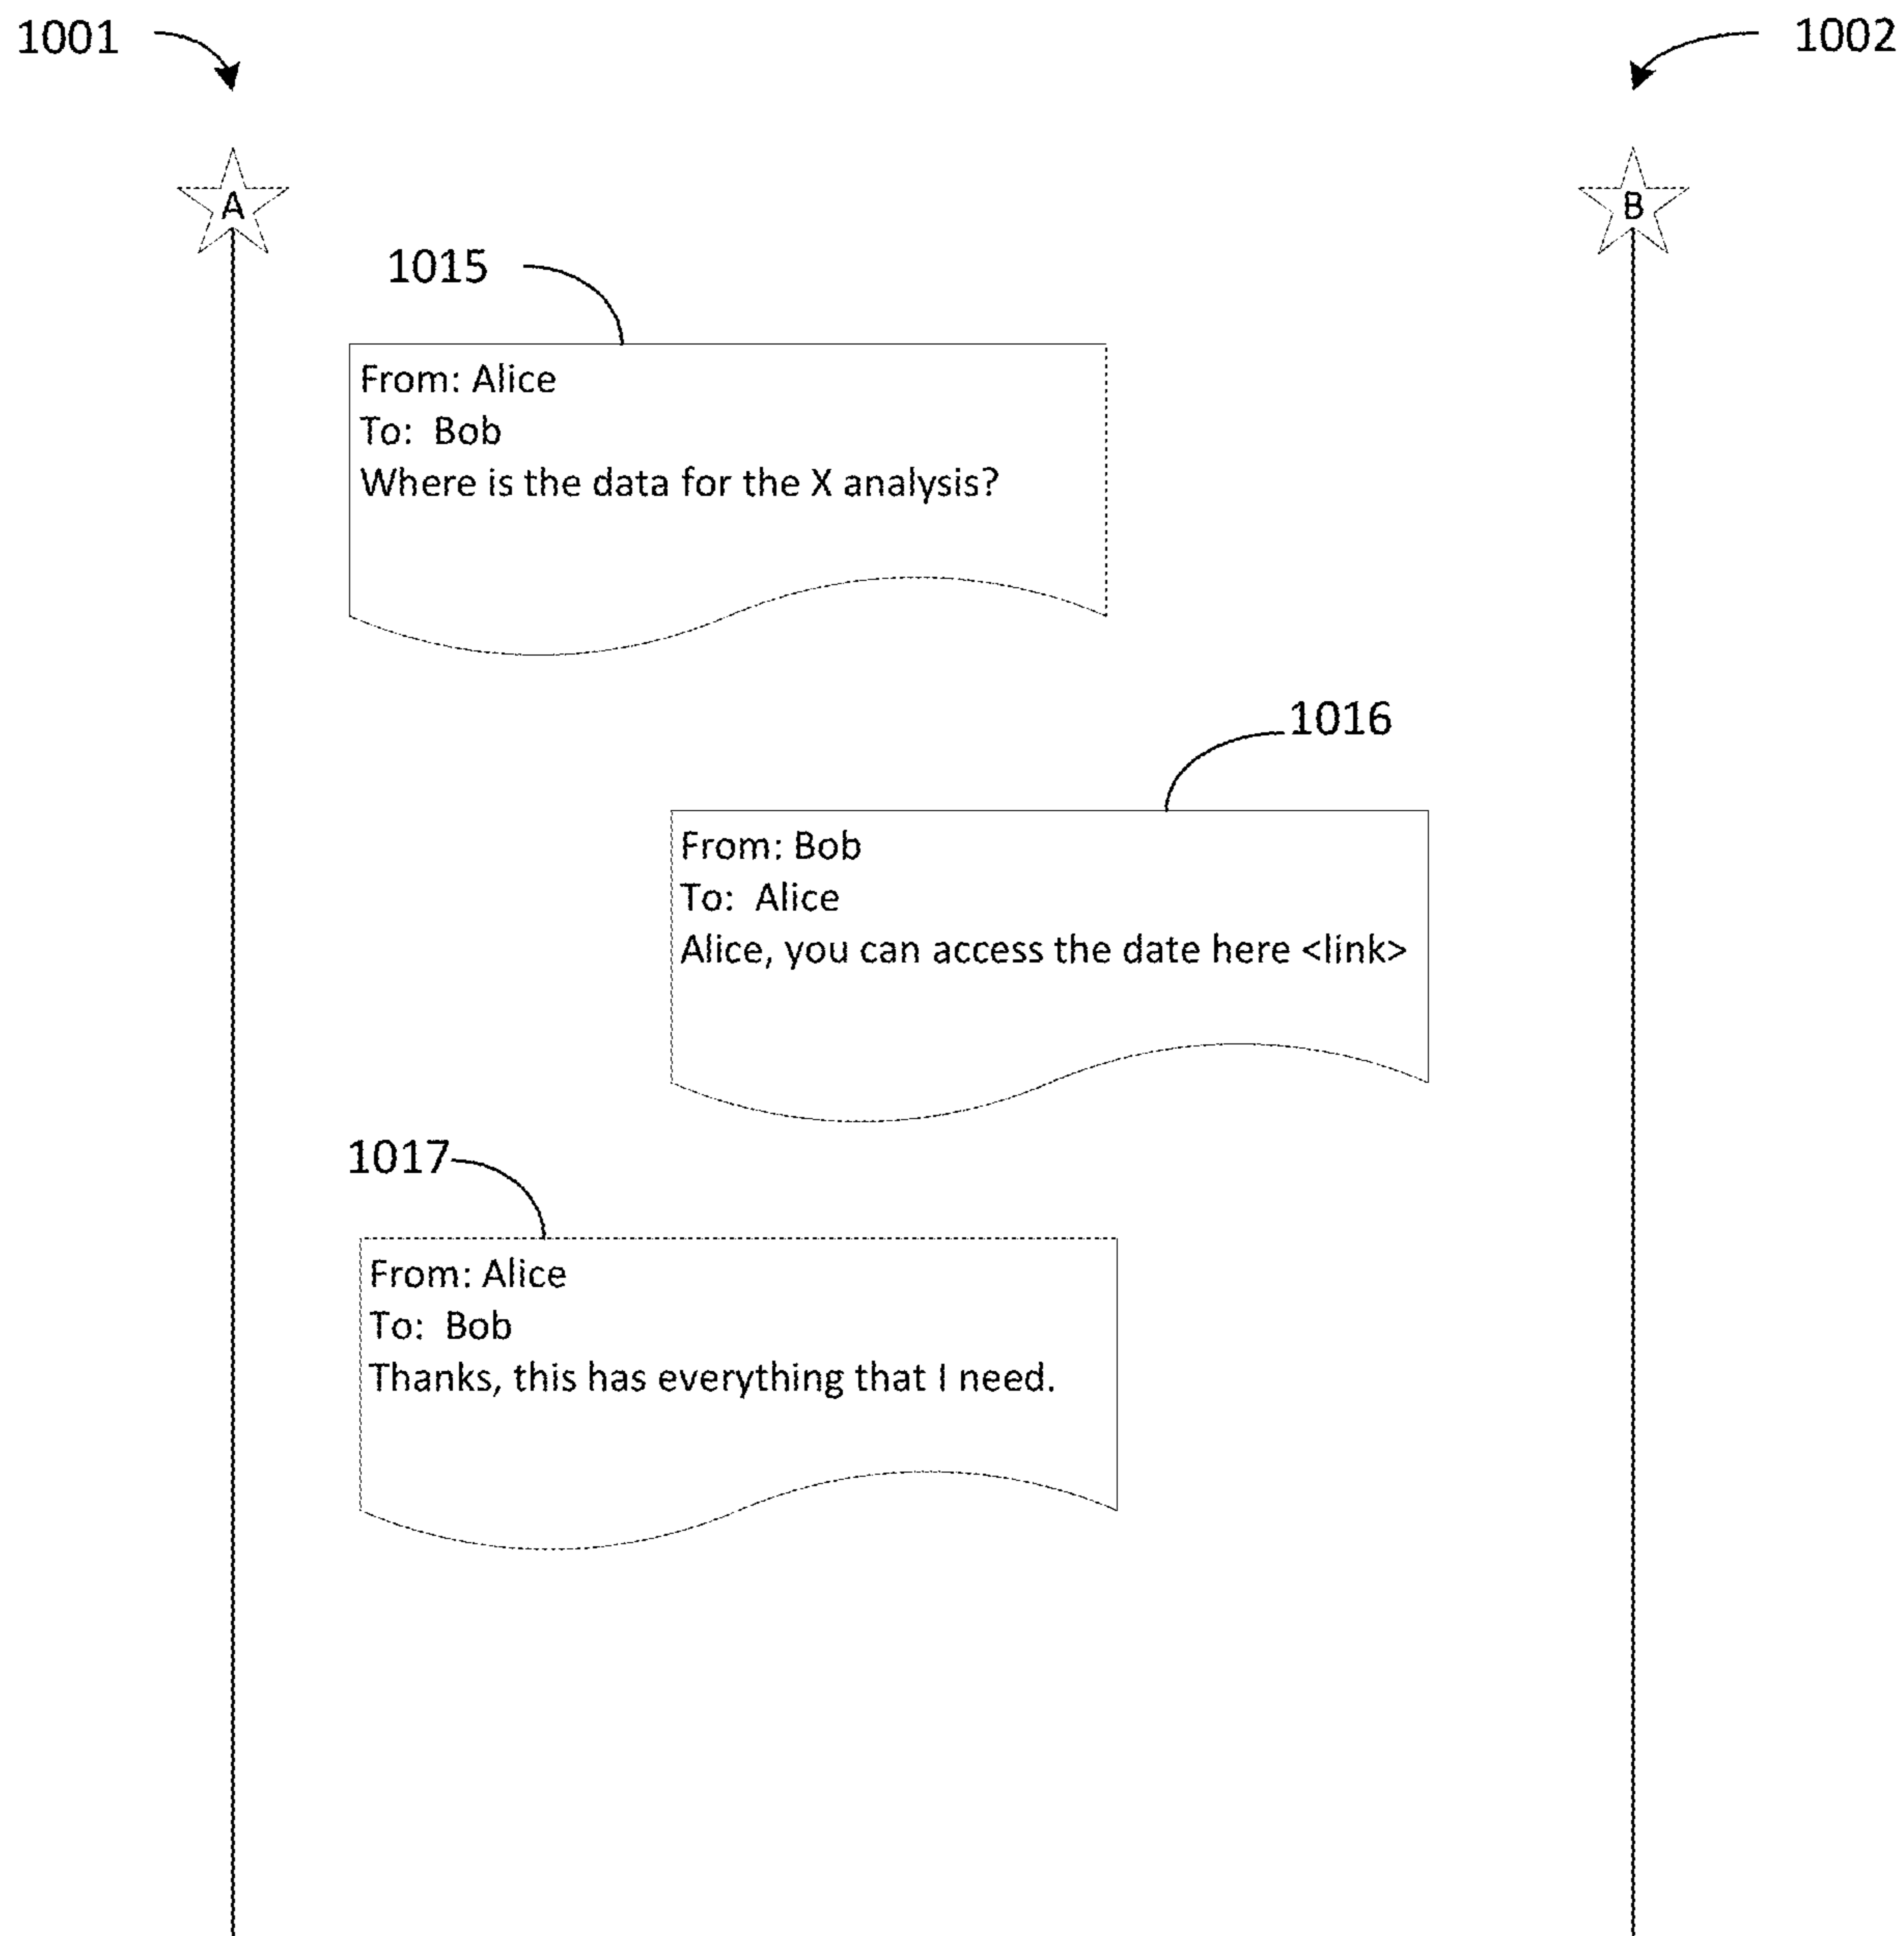 1001
1002
A
B
1015
From: Alice
To: Bob
Where is the data for the X analysis?
1016
From: Bob
To: Alice
Alice, you can access the date here <link>
1017
From: Alice
To: Bob
Thanks, this has everything that I need.